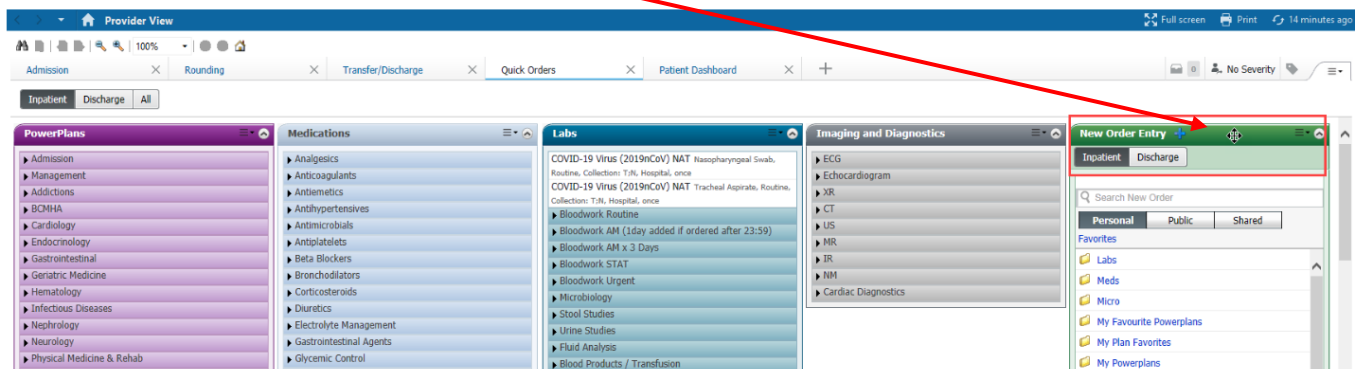 Provider View
Full screen Print 14 minutes ago
100%
Admission Rounding Transfer/Discharge Quick Orders Patient Dashboard
0 No Severity
Inpatient Discharge All
PowerPlans
Admission
Management
Addictions
BCMHA
Cardiology
Endocrinology
Gastrointestinal
Geriatric Medicine
Hematology
Infectious Diseases
Nephrology
Neurology
Physical Medicine & Rehab
Medications
Analgesics
Anticoagulants
Antiemetics
Antihypertensives
Antimicrobials
Antiplatelets
Beta Blockers
Bronchodilators
Corticosteroids
Diuretics
Electrolyte Management
Gastrointestinal Agents
Glycemic Control
Labs
COVID-19 Virus (2019nCoV) NAT Nasopharyngeal Swab,
Routine, Collection: T;N, Hospital, once
COVID-19 Virus (2019nCoV) NAT Tracheal Aspirate, Routine,
Collection: T;N, Hospital, once
Bloodwork Routine
Bloodwork AM (1day added if ordered after 23:59)
Bloodwork AM x 3 Days
Bloodwork STAT
Bloodwork Urgent
Microbiology
Stool Studies
Urine Studies
Fluid Analysis
Blood Products / Transfusion
Imaging and Diagnostics
ECG
Echocardiogram
XR
CT
US
MR
IR
NM
Cardiac Diagnostics
New Order Entry
Inpatient Discharge
Search New Order
Personal Public Shared
Favorites
Labs
Meds
Micro
My Favourite Powerplans
My Plan Favorites
My Powerplans